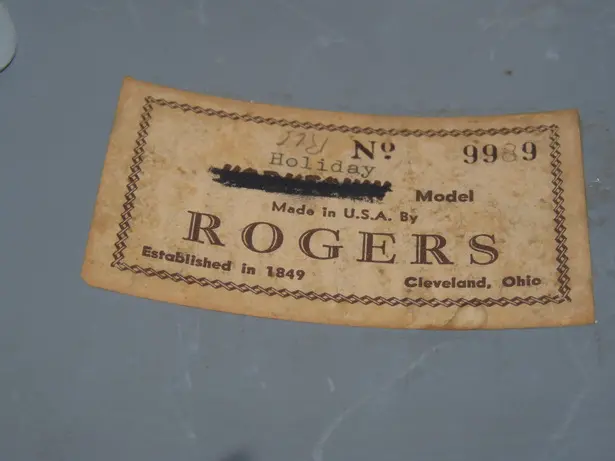 Nº 9989
Holiday
Model
Made in U.S.A. By
ROGERS
Established in 1849
Cleveland, Ohio